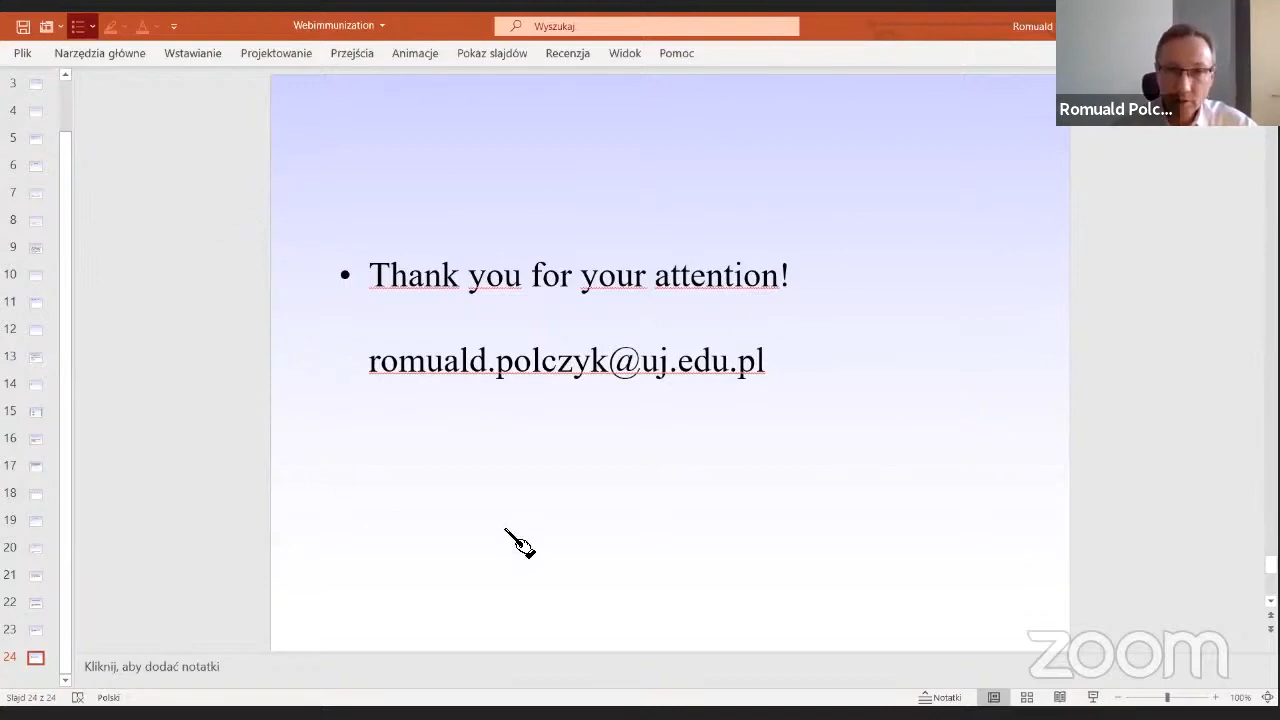 Webimmunization
Wyszukaj
Romuald
Plik Narzędzia główne Wstawianie Projektowanie Przejścia Animacje Pokaz slajdów Recenzja Widok Pomoc
Romuald Polc...
3
4
5
6
7
8
9
10
11
12
13
14
15
16
17
18
19
20
21
22
23
24
• Thank you for your attention!
romuald.polczyk@uj.edu.pl
zoom
Kliknij, aby dodać notatki
Slajd 24 z 24 Polski Notatki 100%